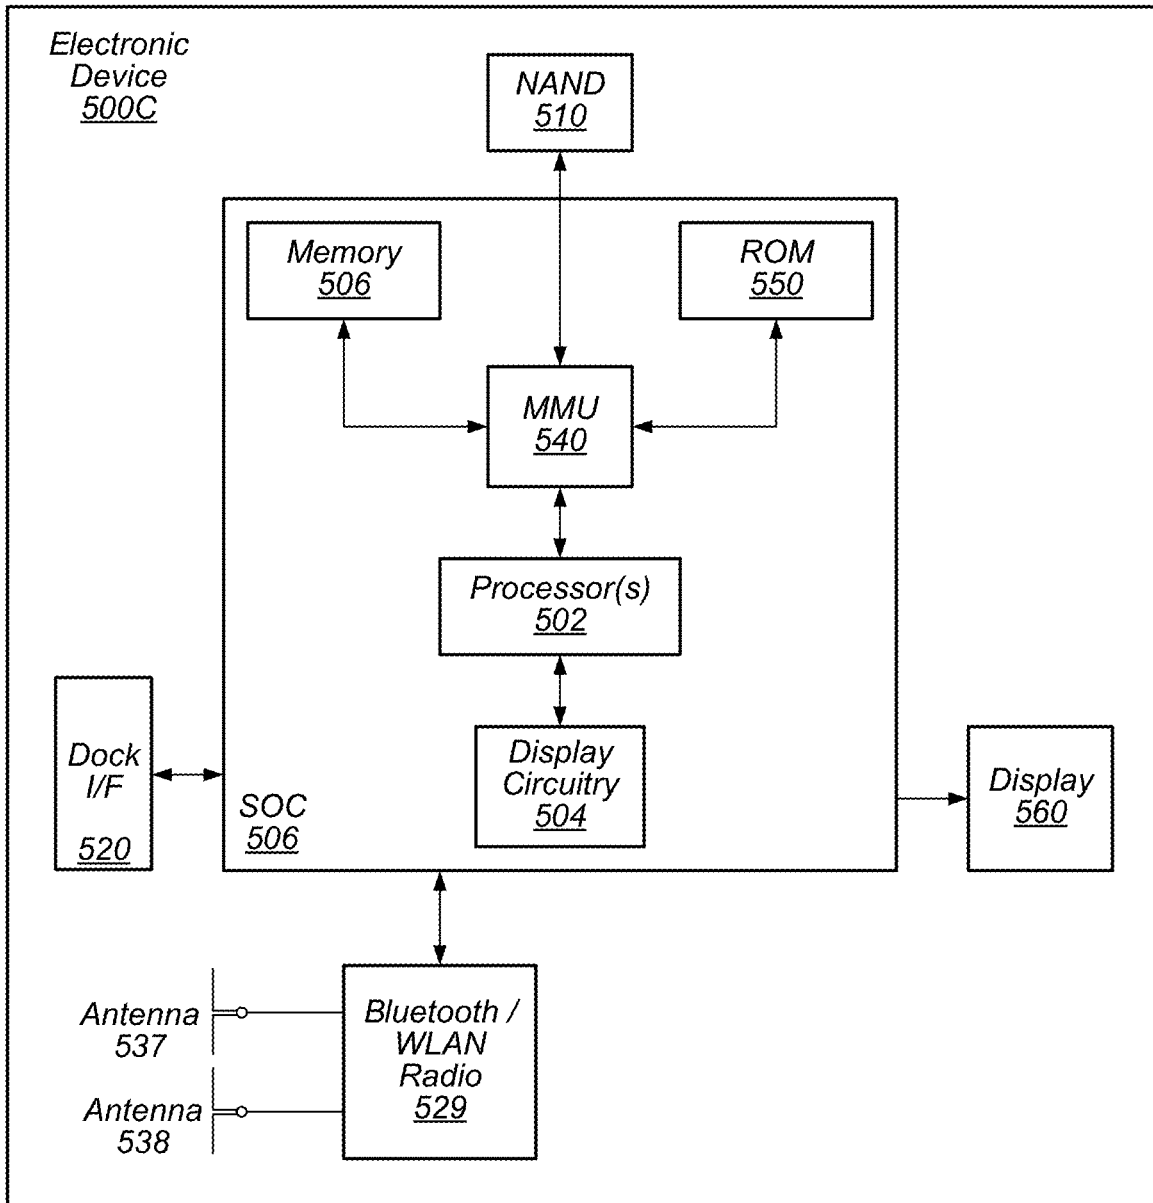 Electronic
Device
500C
NAND
510
Memory
506
ROM
550
MMU
540
Processor(s)
502
Display
Circuitry
504
SOC
506
Dock
I/F
520
Display
560
Bluetooth /
WLAN
Radio
529
Antenna
537
Antenna
538